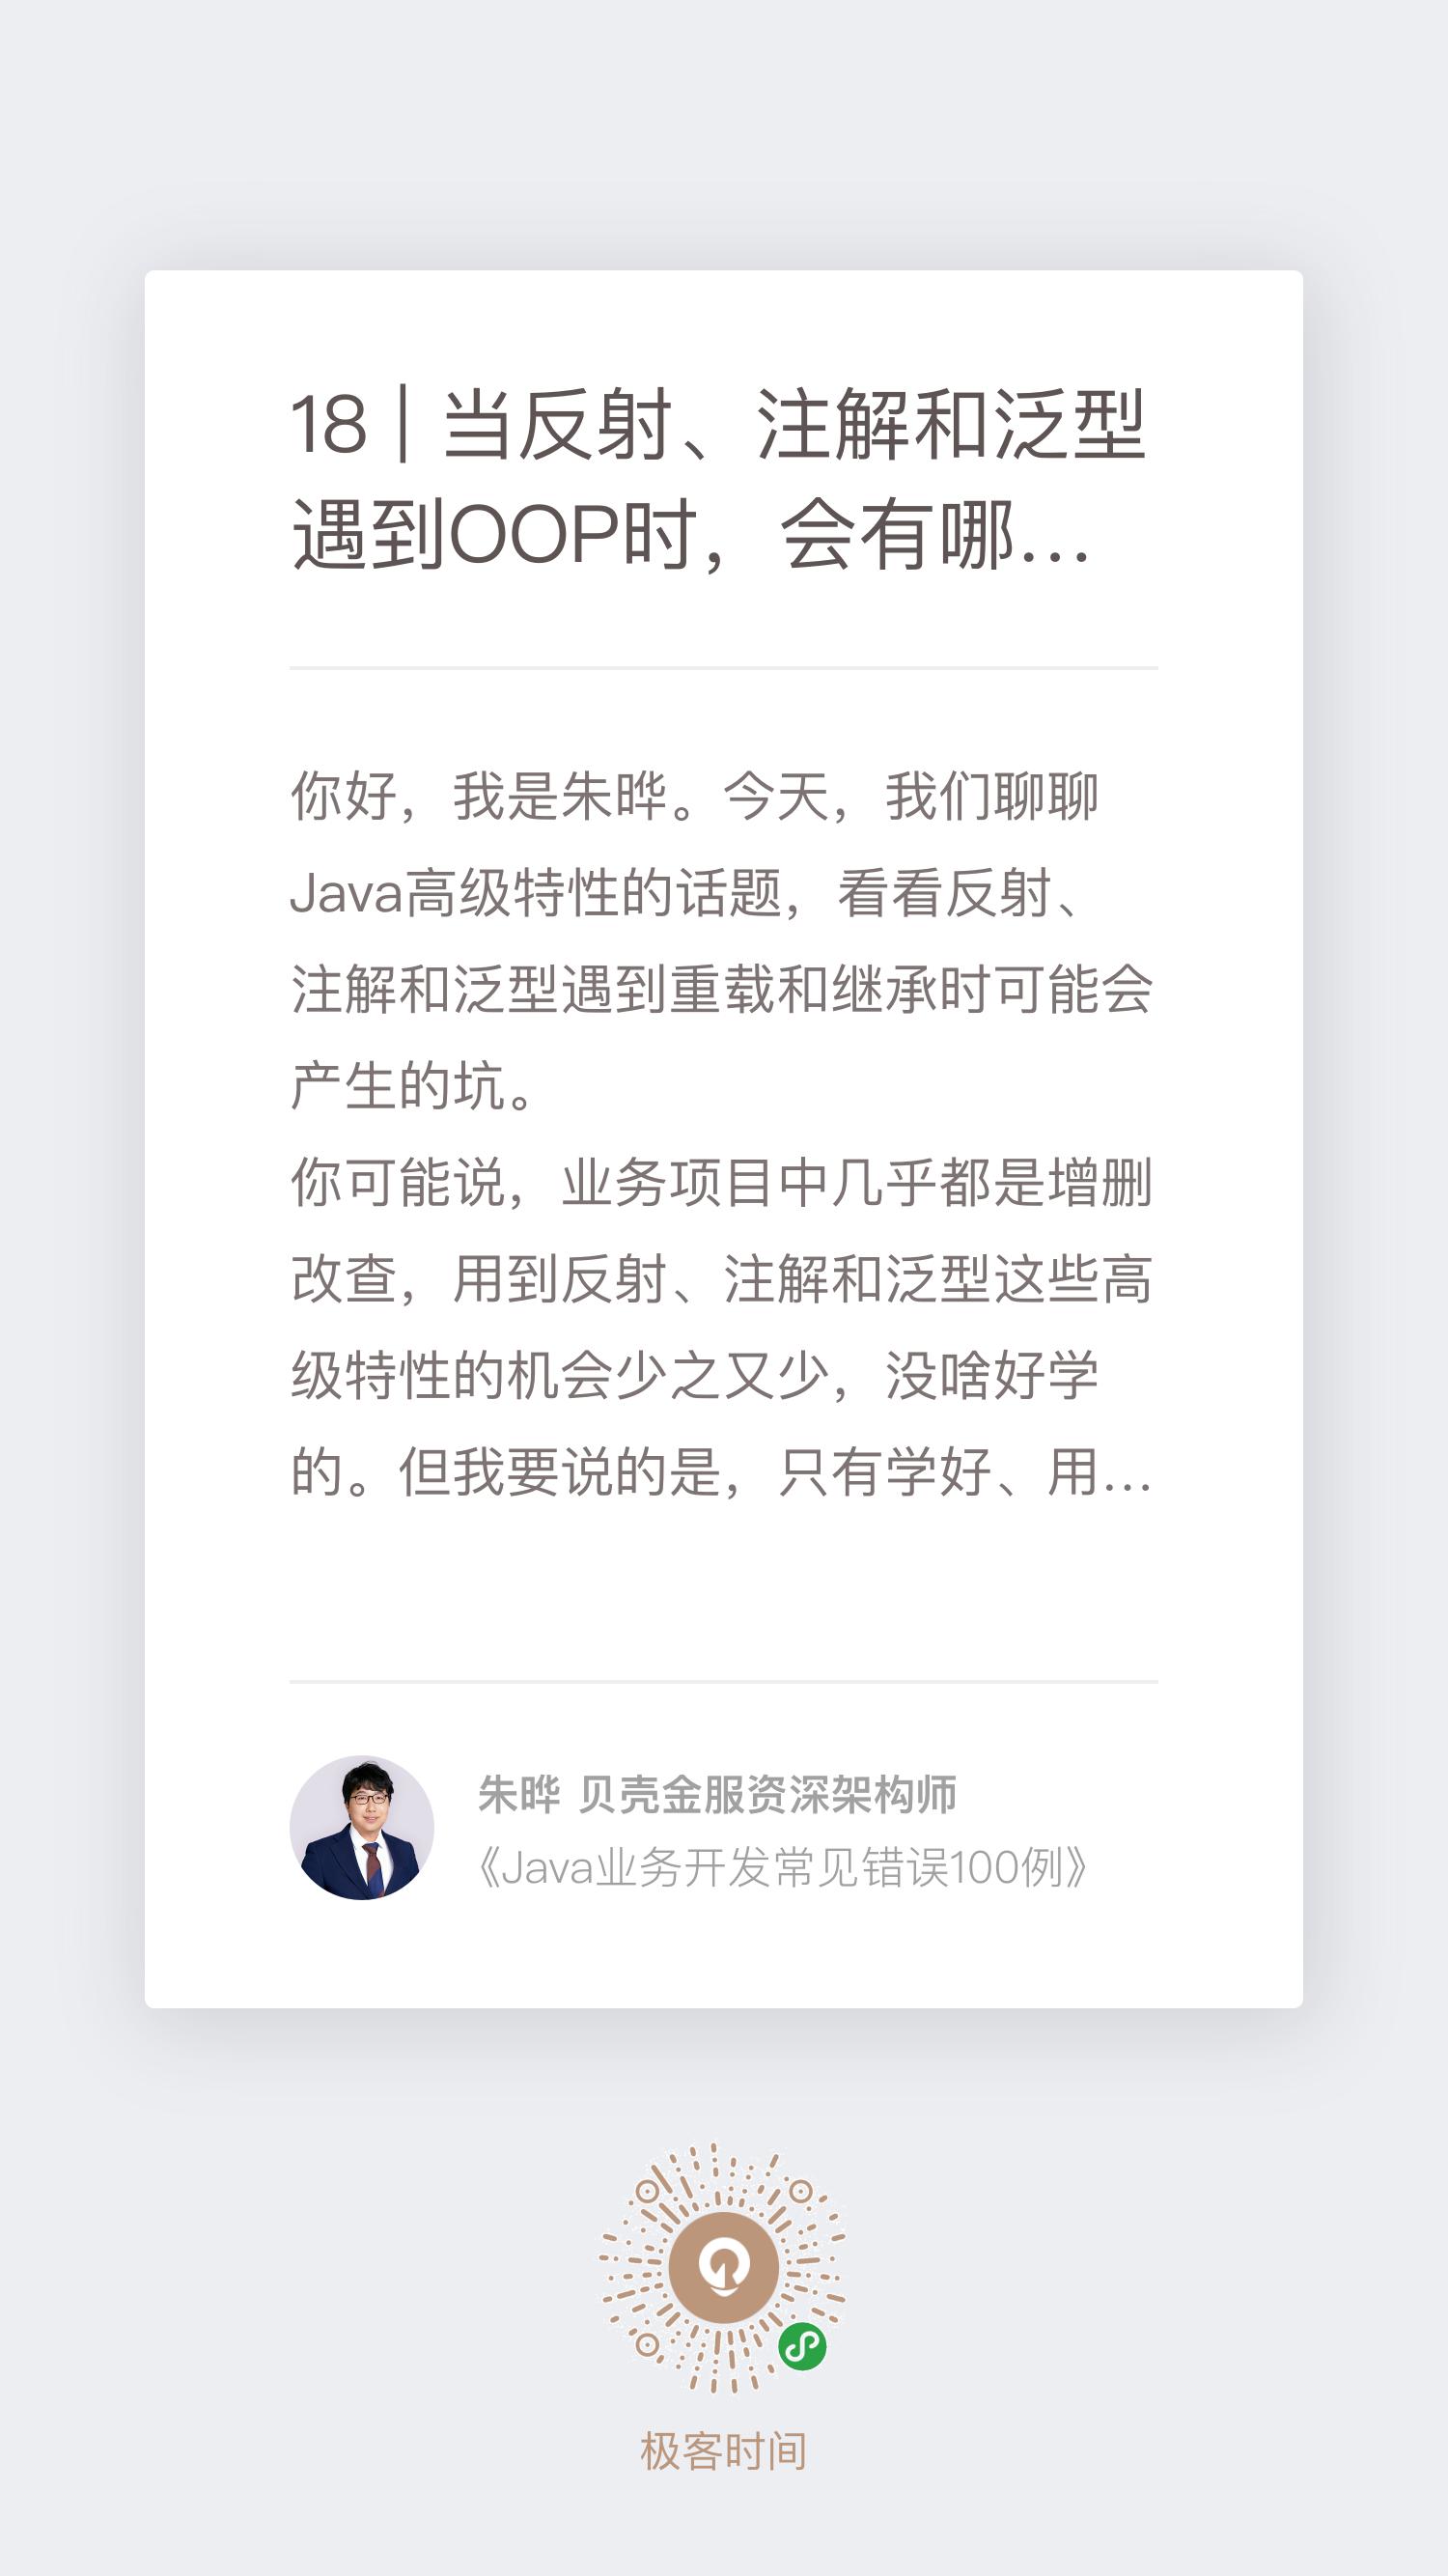 18 | 当反射、注解和泛型
遇到OOP时，会有哪...
你好，我是朱晔。今天，我们聊聊
Java高级特性的话题，看看反射、
注解和泛型遇到重载和继承时可能会
产生的坑。
你可能说，业务项目中几乎都是增删
改查，用到反射、注解和泛型这些高
级特性的机会少之又少，没啥好学
的。但我要说的是，只有学好、用...
朱晔 贝壳金服资深架构师
《Java业务开发常见错误100例》
极客时间